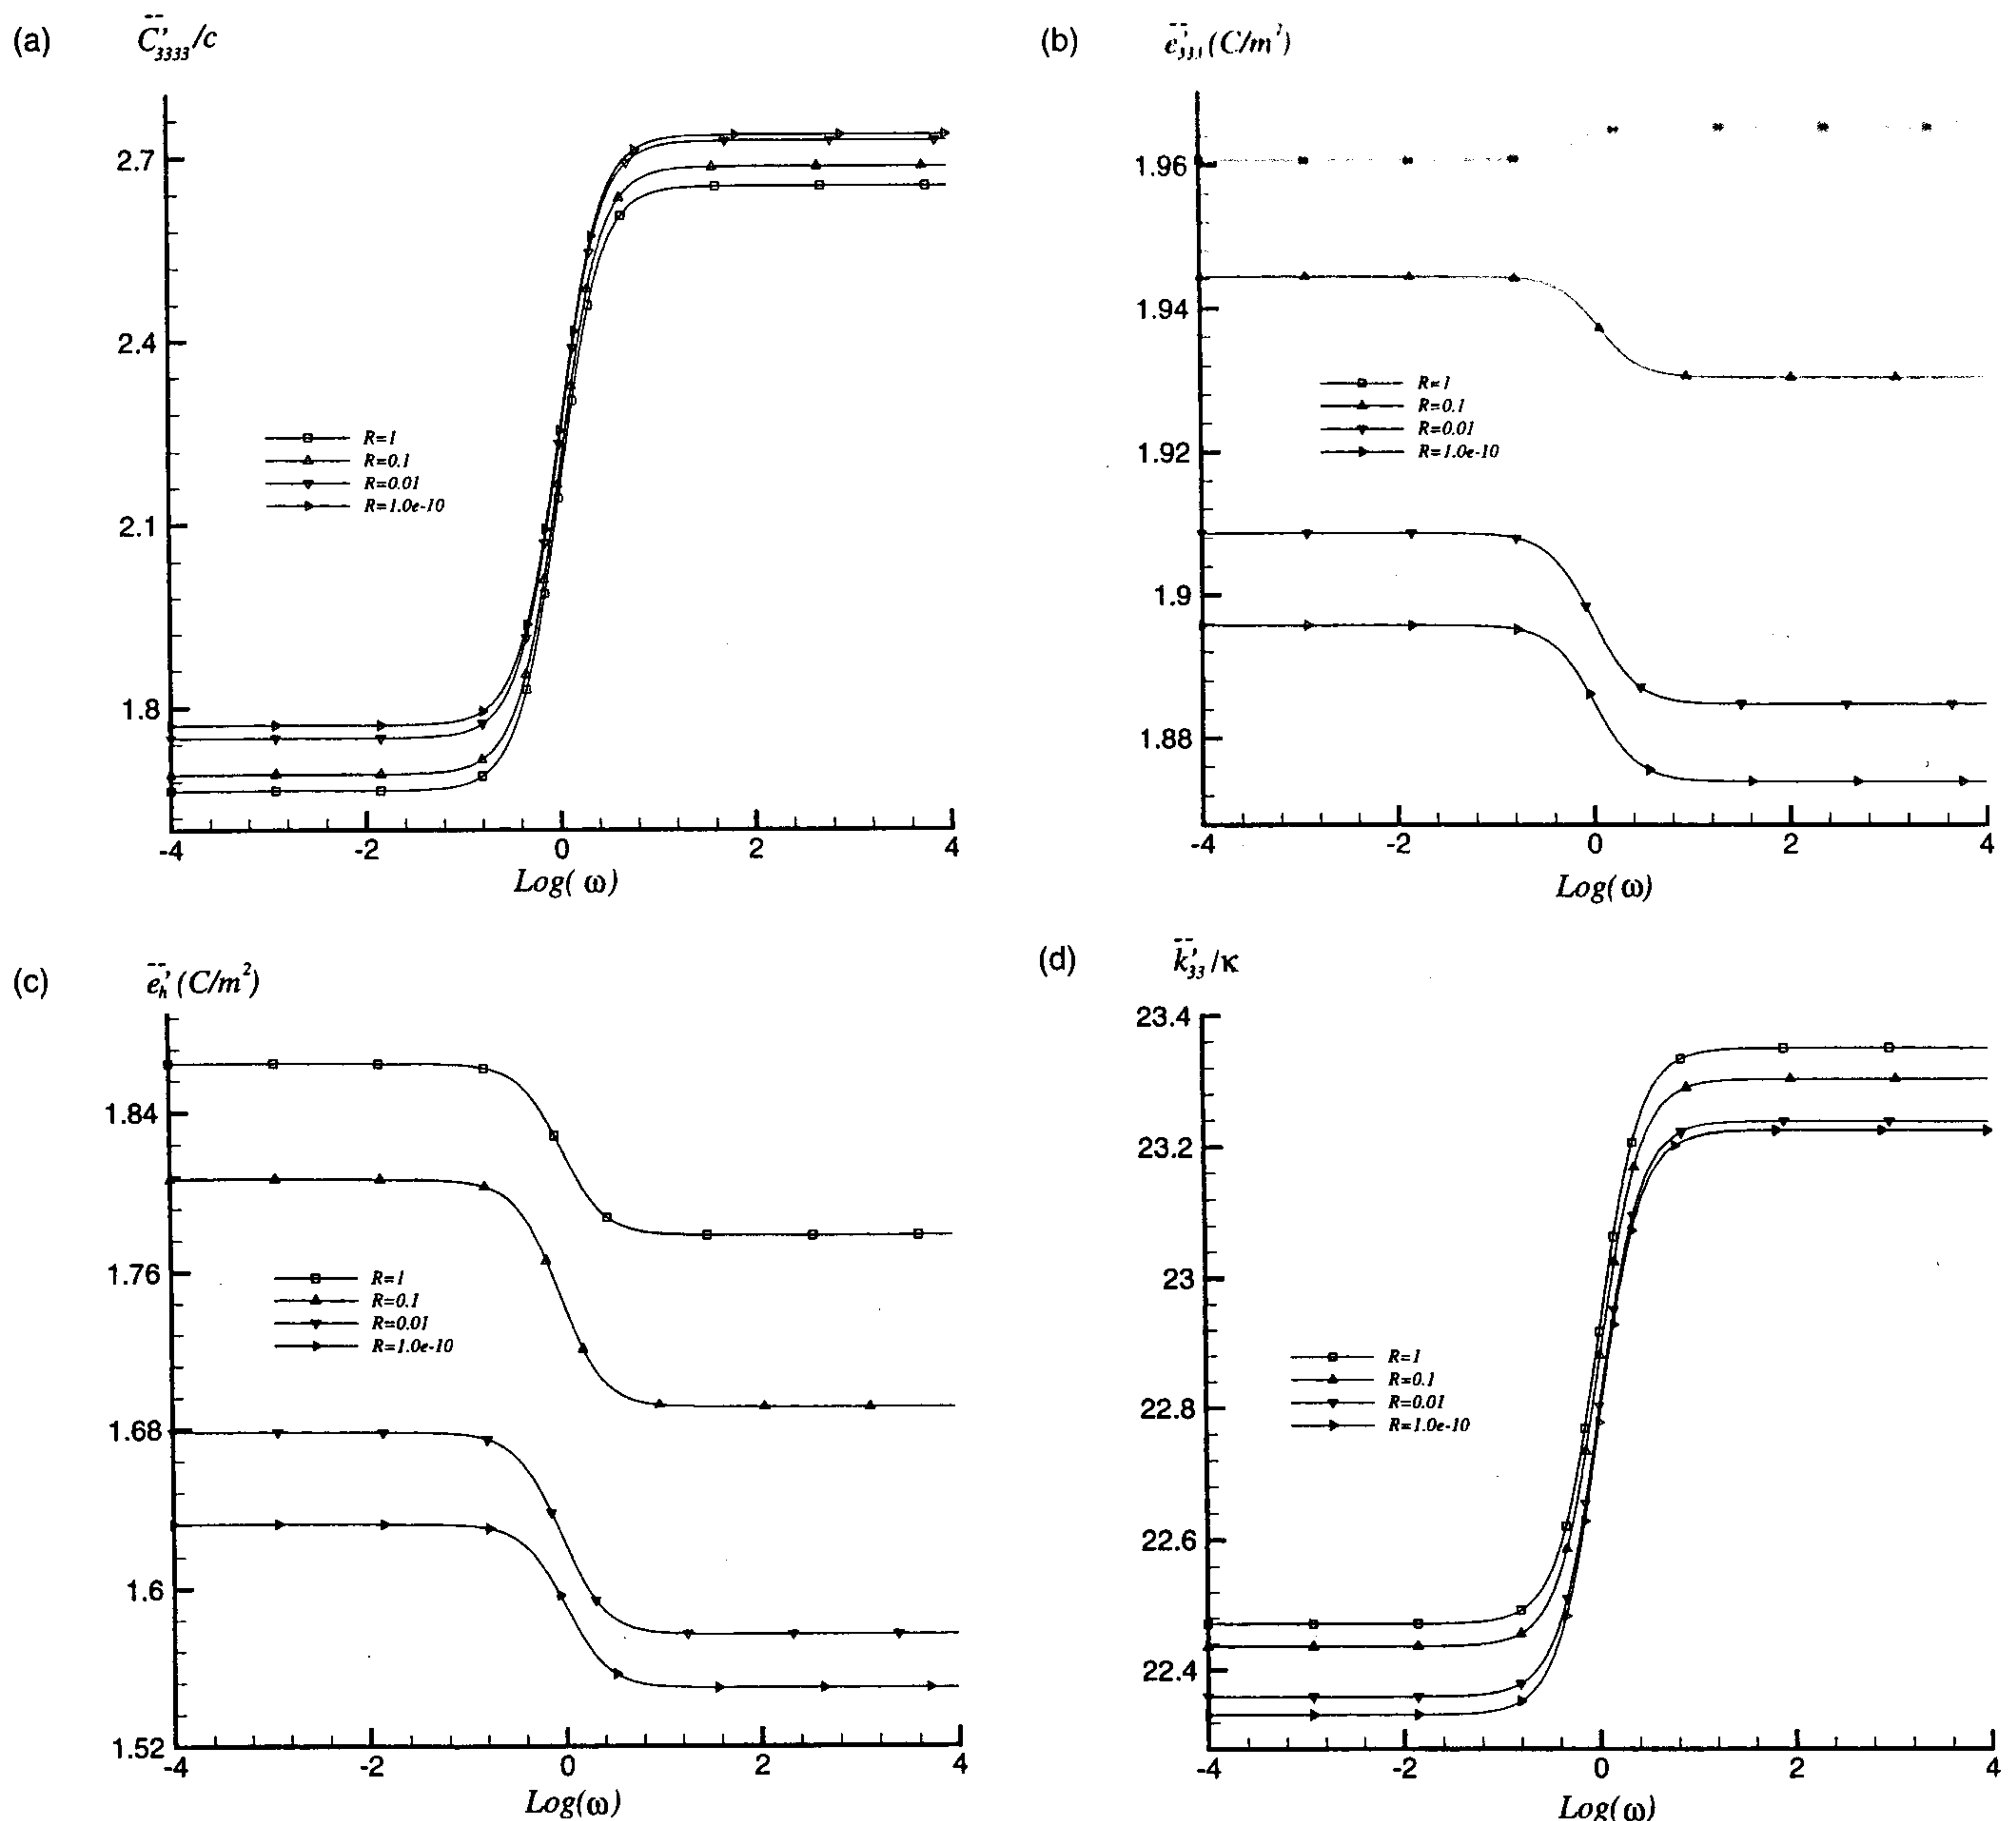 (a) C̅'₃₃₃₃/c
2.7
2.4
2.1
1.8
R=1
R=0.1
R=0.01
R=1.0e-10
-4 -2 0 2 4
Log( ω)
(b) e̅'₃₃₃ (C/m²)
1.96
1.94
1.92
1.9
1.88
R=1
R=0.1
R=0.01
R=1.0e-10
-4 -2 0 2 4
Log( ω)
(c) e̅'ₕ (C/m²)
1.84
1.76
1.68
1.6
1.52
R=1
R=0.1
R=0.01
R=1.0e-10
-4 -2 0 2 4
Log(ω)
(d) k̅'₃₃/κ
23.4
23.2
23
22.8
22.6
22.4
R=1
R=0.1
R=0.01
R=1.0e-10
-4 -2 0 2 4
Log( ω)